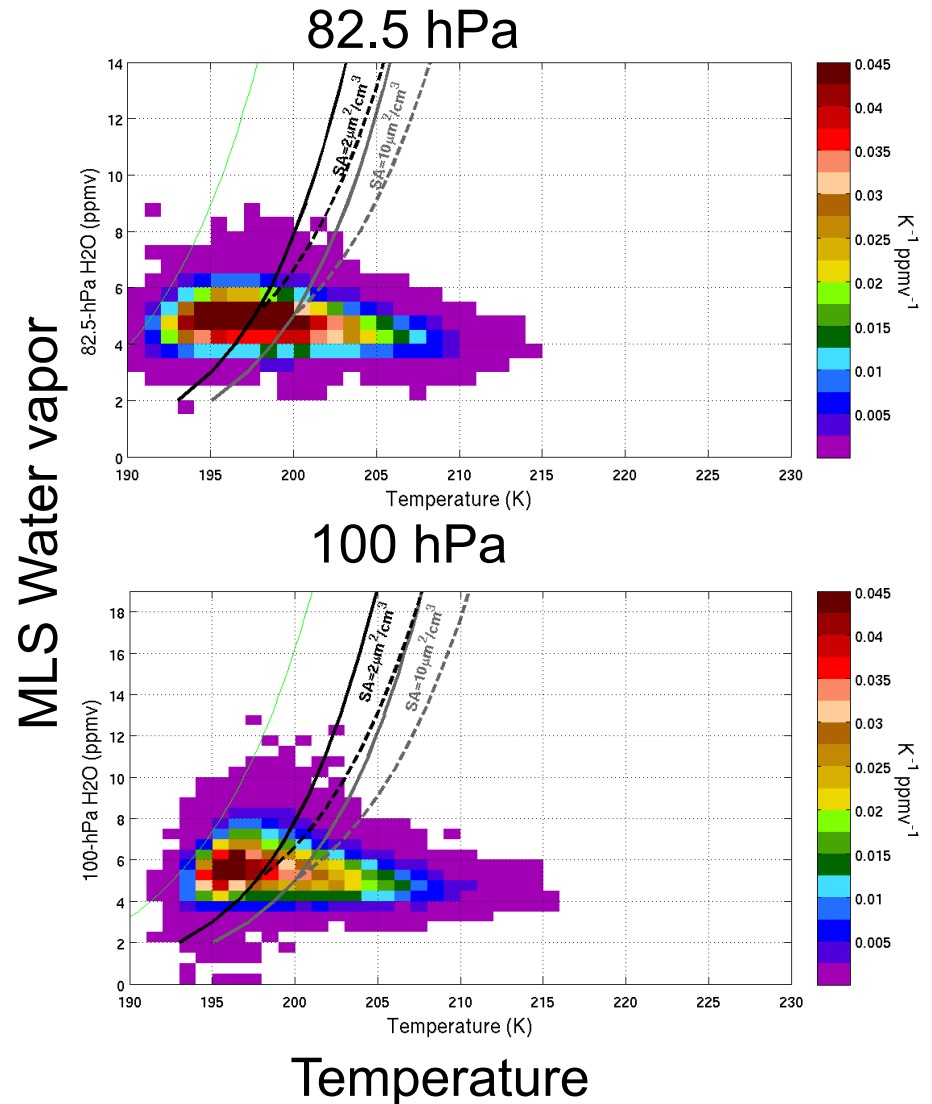 82.5 hPa
MLS Water vapor
82.5-hPa H2O (ppmv)
14
12
10
8
6
4
2
0
SA=2μm²/cm³
SA=10μm²/cm³
190 195 200 205 210 215 220 225 230
Temperature (K)
0.045
0.04
0.035
0.03
0.025
0.02
0.015
0.01
0.005
K⁻¹ ppmv⁻¹
100 hPa
100-hPa H2O (ppmv)
18
16
14
12
10
8
6
4
2
0
SA=2μm²/cm³
SA=10μm²/cm³
190 195 200 205 210 215 220 225 230
Temperature (K)
0.045
0.04
0.035
0.03
0.025
0.02
0.015
0.01
0.005
K⁻¹ ppmv⁻¹
Temperature